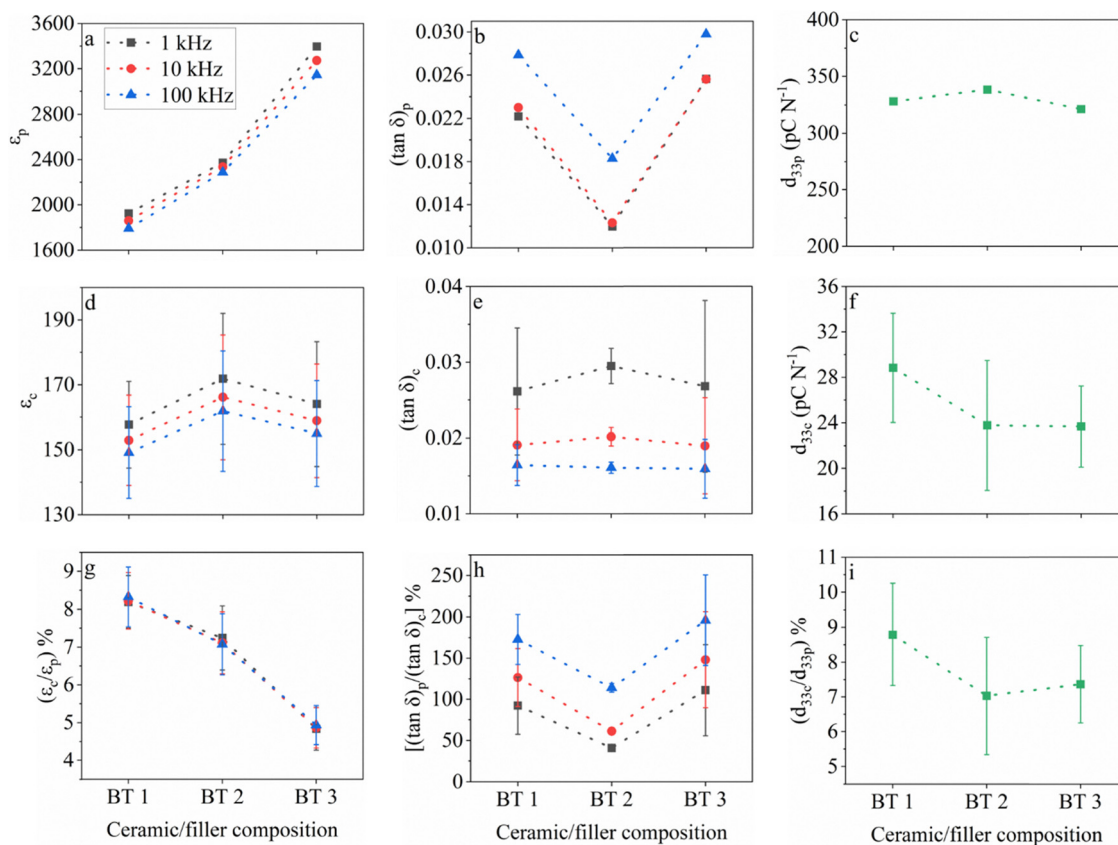 a
1 kHz
10 kHz
100 kHz
3600
3200
2800
2400
2000
1600
εp
b
0.030
0.026
0.022
0.018
0.014
0.010
(tan δ)p
c
400
350
300
250
200
d33p (pC N-1)
d
190
170
150
130
εc
e
0.04
0.03
0.02
0.01
(tan δ)c
f
36
32
28
24
20
16
d33c (pC N-1)
g
9
8
7
6
5
4
(εc/εp) %
BT 1 BT 2 BT 3
Ceramic/filler composition
h
250
200
150
100
50
0
[(tan δ)p/(tan δ)c] %
BT 1 BT 2 BT 3
Ceramic/filler composition
i
11
10
9
8
7
6
5
(d33c/d33p) %
BT 1 BT 2 BT 3
Ceramic/filler composition